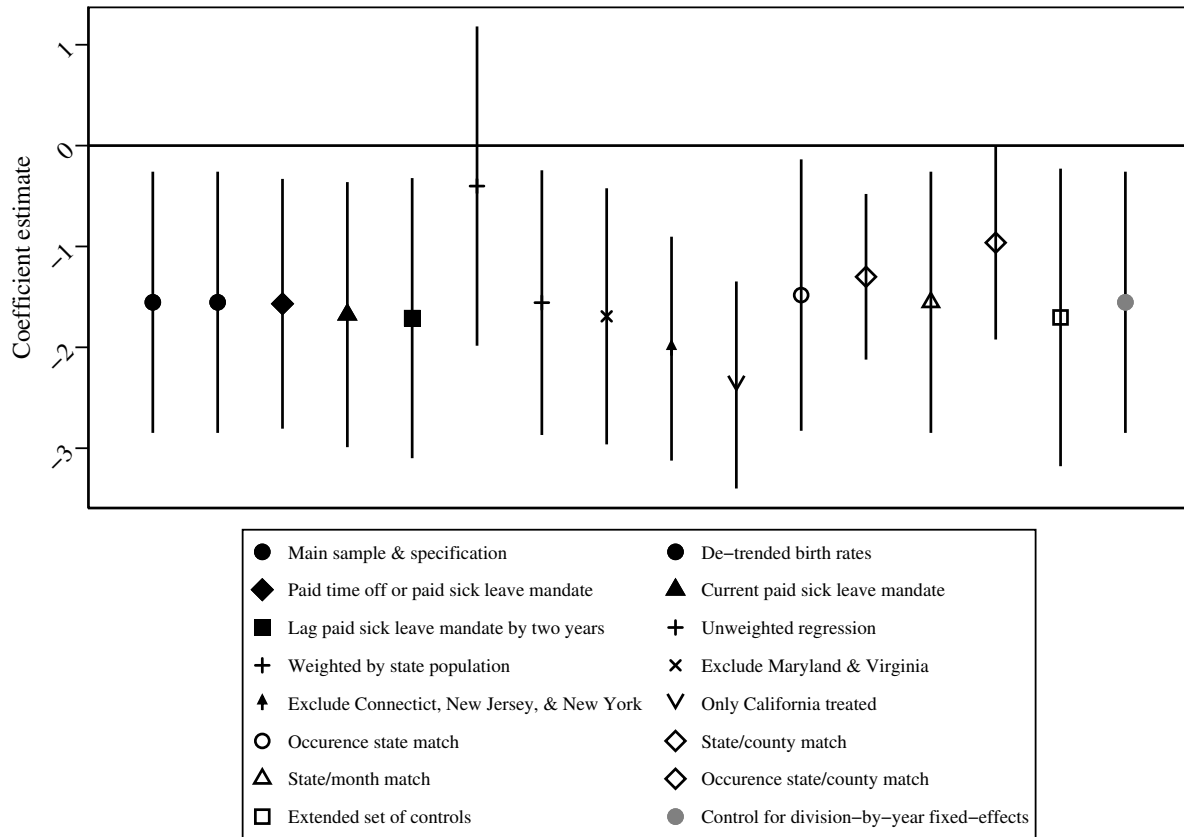 1
0
−1
−2
−3
Coefficient estimate
Main sample & specification
De−trended birth rates
Paid time off or paid sick leave mandate
Current paid sick leave mandate
Lag paid sick leave mandate by two years
Unweighted regression
Weighted by state population
Exclude Maryland & Virginia
Exclude Connectict, New Jersey, & New York
Only California treated
Occurence state match
State/county match
State/month match
Occurence state/county match
Extended set of controls
Control for division−by−year fixed−effects